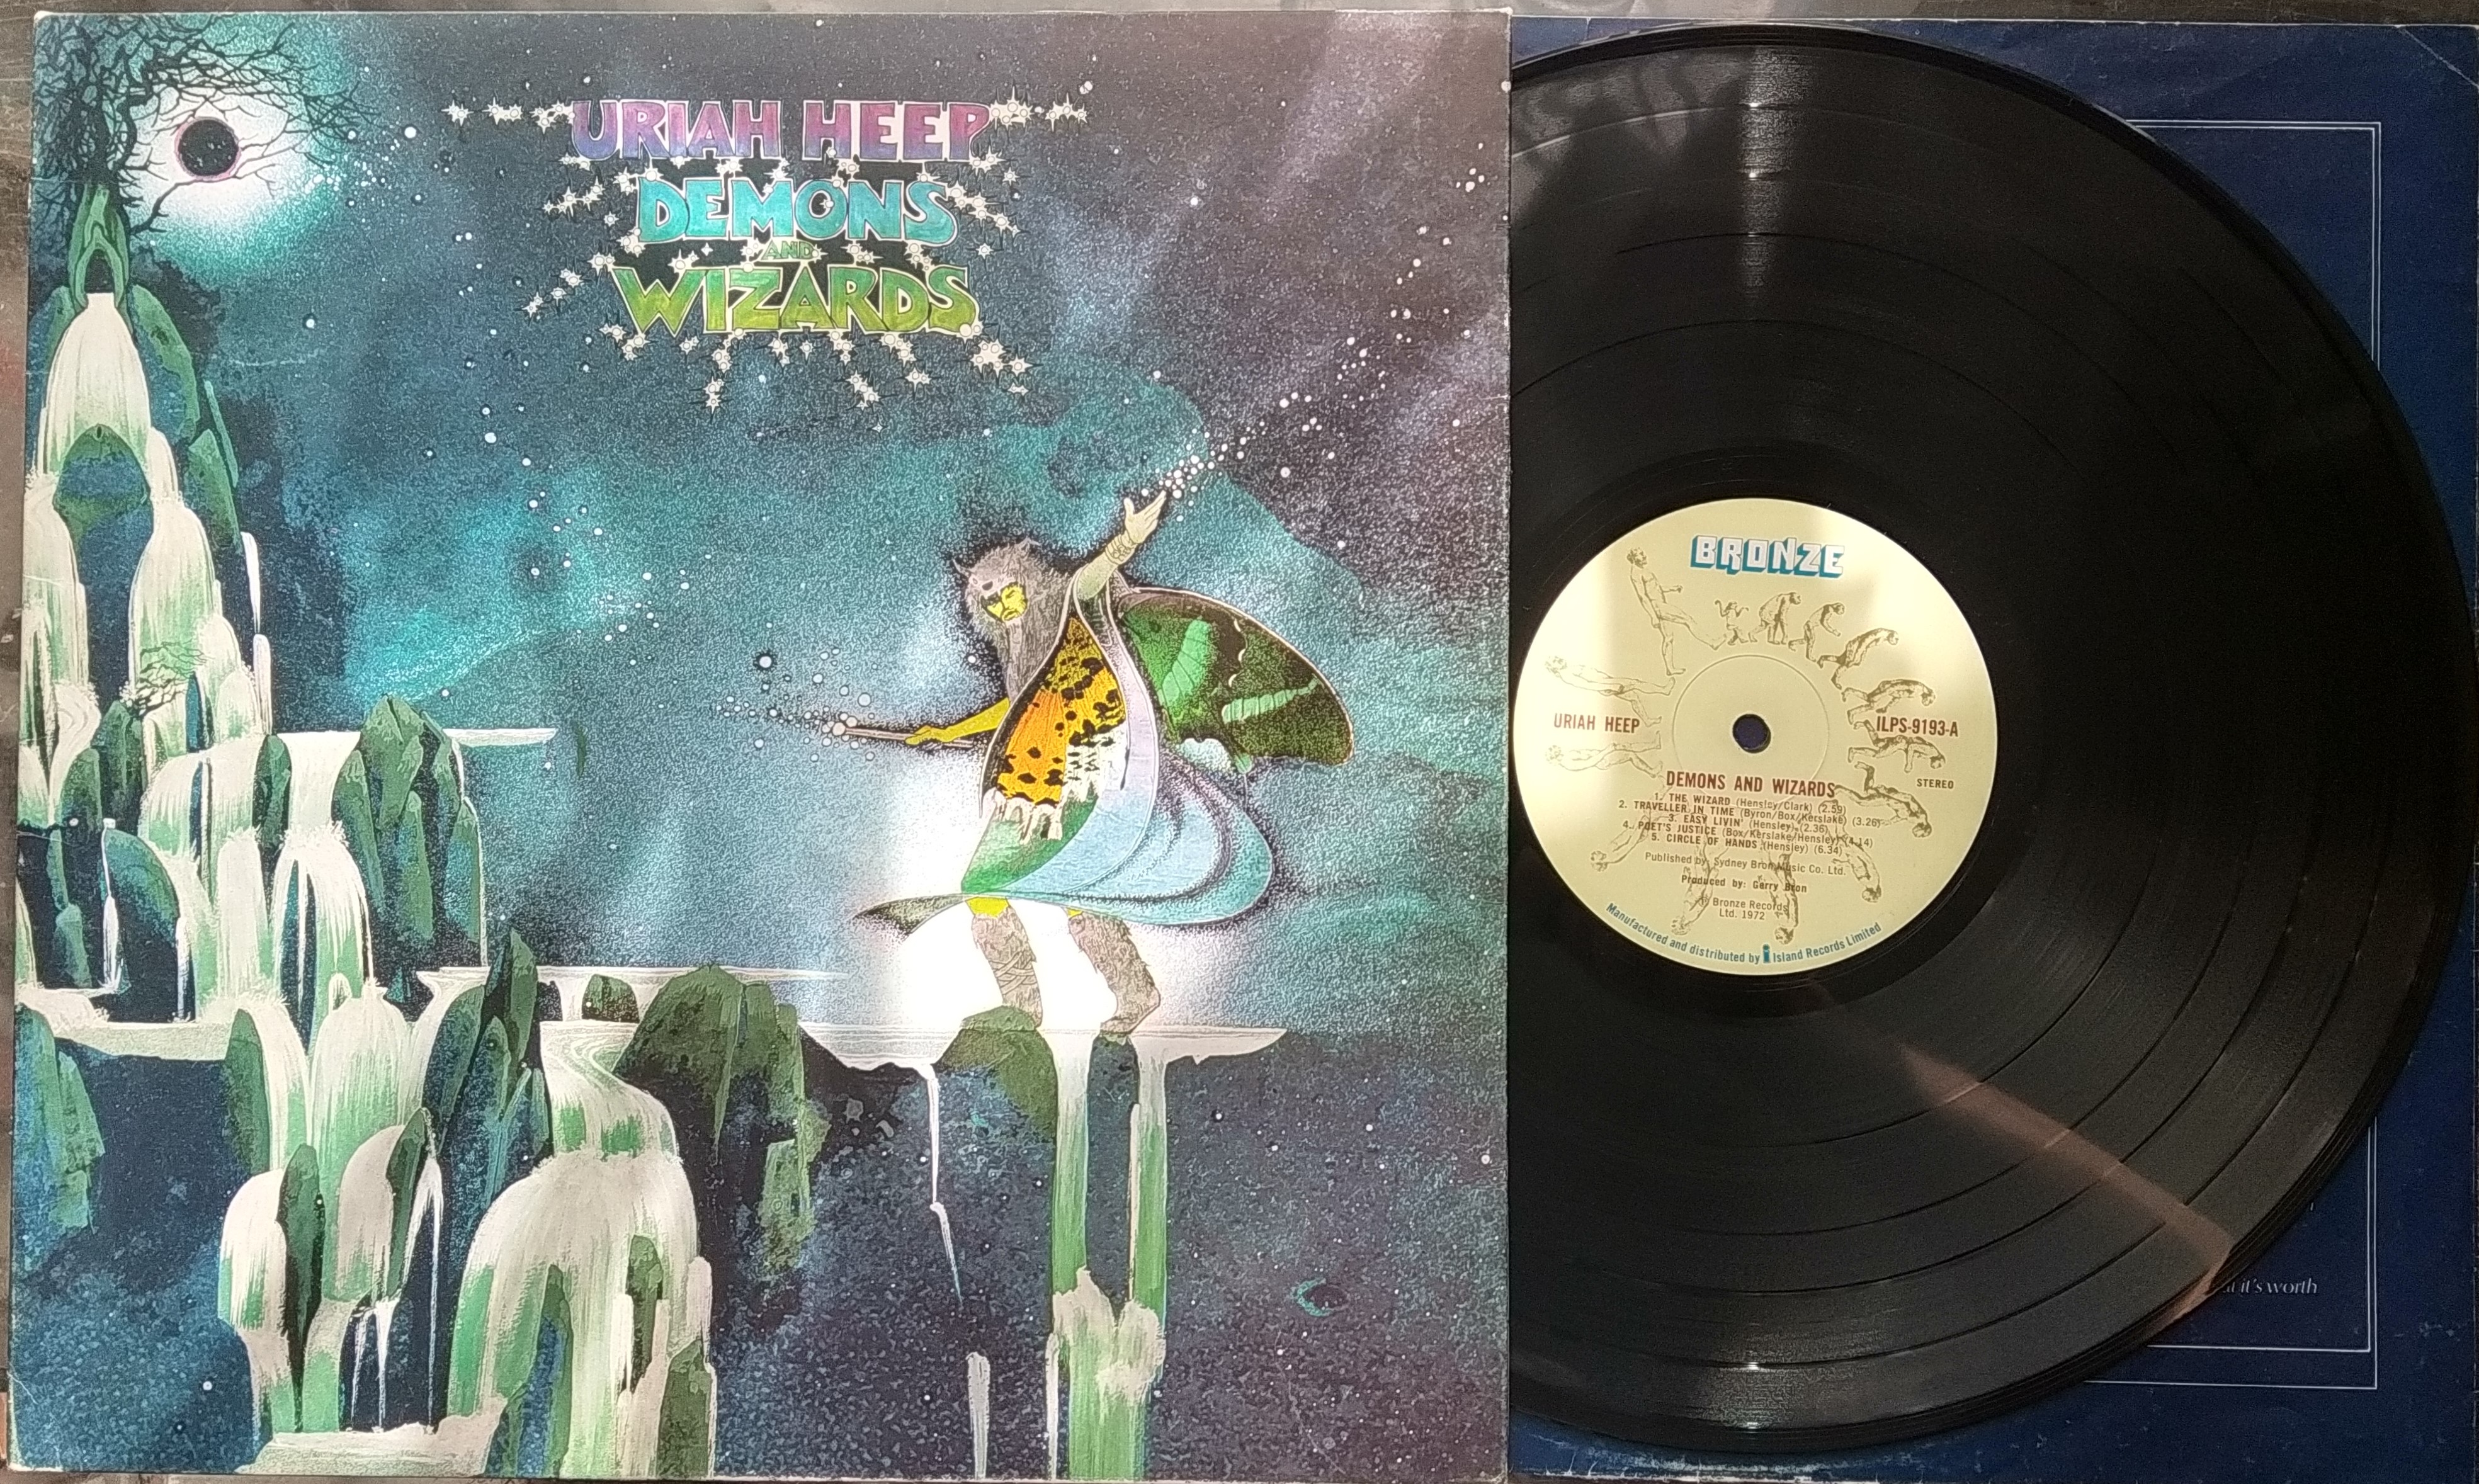 URIAH HEEP
DEMONS
AND
WIZARDS
BRONZE
URIAH HEEP
ILPS-9193-A
STEREO
DEMONS AND WIZARDS
1. THE WIZARD (Hensley/Clark) (2.59)
2. TRAVELLER IN TIME (Byron/Box/Kerslake) (3.26)
3. EASY LIVIN' (Hensley) (2.36)
4. POET'S JUSTICE (Box/Kerslake/Hensley) (4.14)
5. CIRCLE OF HANDS (Hensley) (6.34)
Published by: Sydney Bron Music Co. Ltd.
Produced by: Gerry Bron
Bronze Records
Ltd. 1972
Manufactured and distributed by i Island Records Limited
it's worth